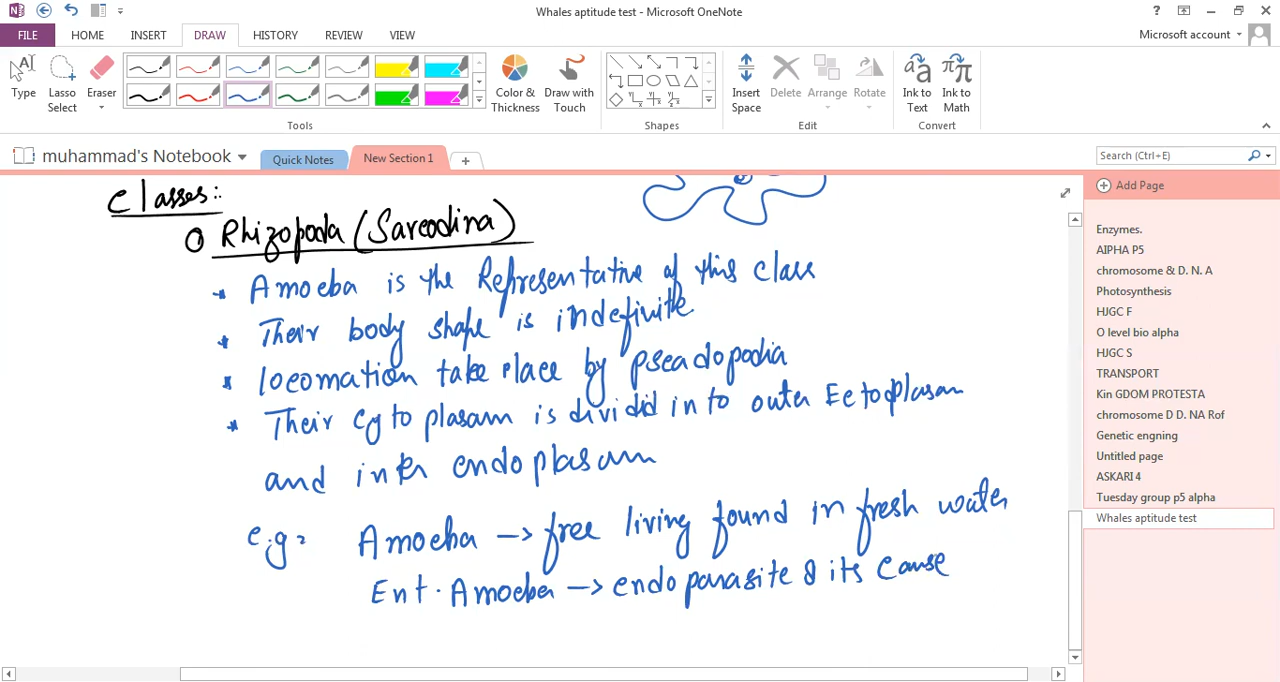 Whales aptitude test - Microsoft OneNote
FILE HOME INSERT DRAW HISTORY REVIEW VIEW
Microsoft account
Type Lasso Select Eraser Color & Thickness Draw with Touch Insert Space Delete Arrange Rotate Ink to Text Ink to Math
Tools Shapes Edit Convert
muhammad's Notebook Quick Notes New Section 1 Search (Ctrl+E)
Add Page
Enzymes.
AlPHA P5
chromosome & D. N. A
Photosynthesis
HJGC F
O level bio alpha
HJGC S
TRANSPORT
Kin GDOM PROTESTA
chromosome D D. NA Rof
Genetic engning
Untitled page
ASKARI 4
Tuesday group p5 alpha
Whales aptitude test
Classes:
Rhizopoda (Sarcodina)
Amoeba is the Representative of this class
Their body shape is indefinite
locomation take place by pseadopodia
Their Cyto plasam is divided into outer Ectoplasam
and inter endoplasam
e.g: Amoeba -> free living found in fresh water
Ent. Amoeba -> endoparasite & its cause